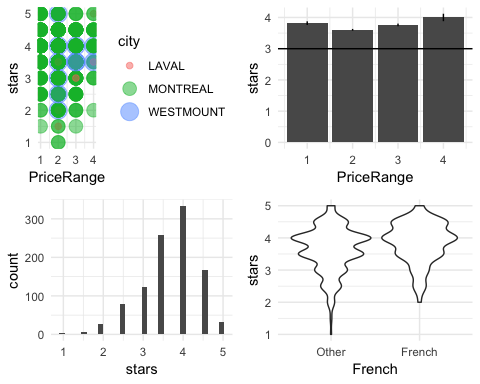 5
4
3
2
1
stars
1 2 3 4
PriceRange
city
LAVAL
MONTREAL
WESTMOUNT
4
3
2
1
0
stars
1 2 3 4
PriceRange
300
200
100
0
count
1 2 3 4 5
stars
5
4
3
2
1
stars
Other French
French